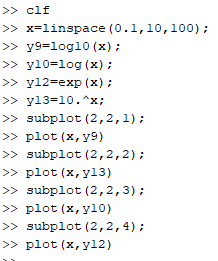 >> clf
>> x=linspace(0.1,10,100);
>> y9=log10(x);
>> y10=log(x);
>> y12=exp(x);
>> y13=10.^x;
>> subplot(2,2,1);
>> plot(x,y9)
>> subplot(2,2,2);
>> plot(x,y13)
>> subplot(2,2,3);
>> plot(x,y10)
>> subplot(2,2,4);
>> plot(x,y12)
>>